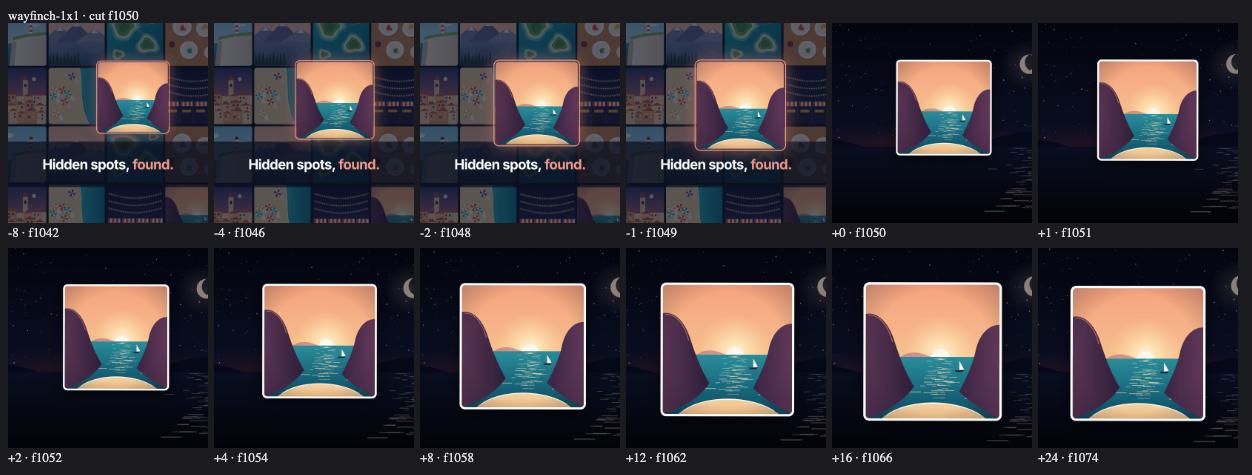 wayfinch-1x1 · cut f1050
Hidden spots, found.
Hidden spots, found.
Hidden spots, found.
Hidden spots, found.
-8 · f1042
-4 · f1046
-2 · f1048
-1 · f1049
+0 · f1050
+1 · f1051
+2 · f1052
+4 · f1054
+8 · f1058
+12 · f1062
+16 · f1066
+24 · f1074